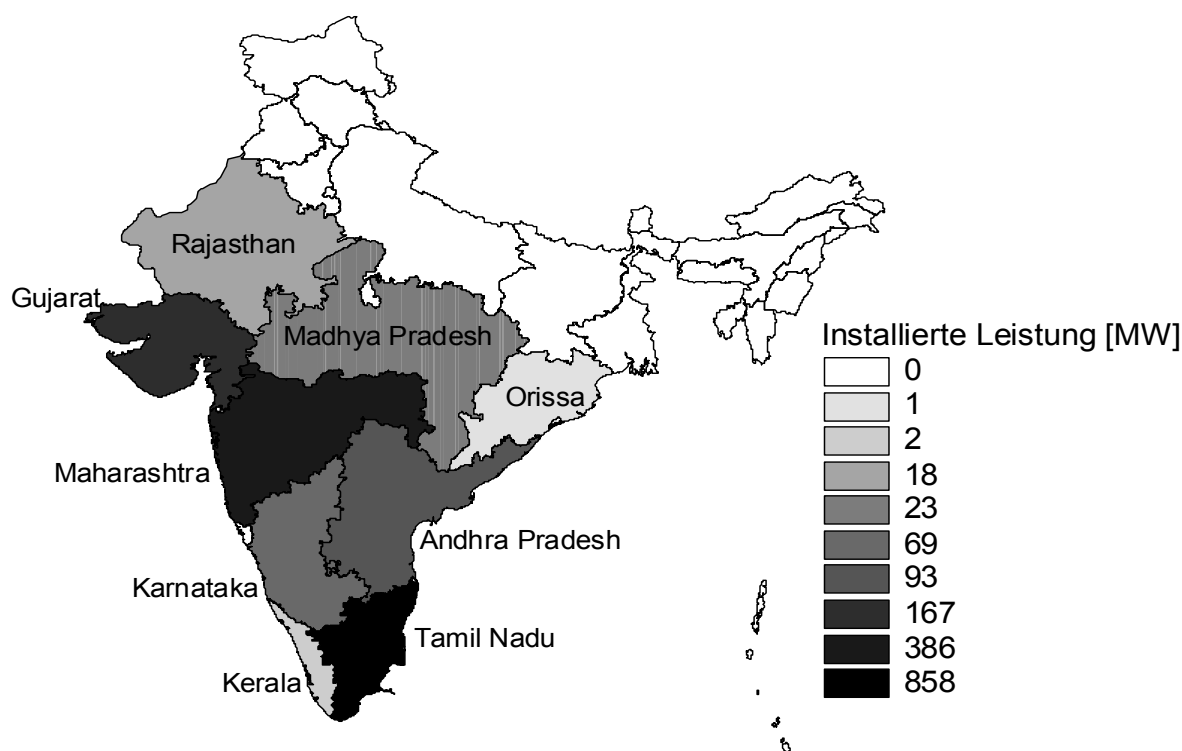 Rajasthan
Gujarat
Madhya Pradesh
Orissa
Maharashtra
Andhra Pradesh
Karnataka
Tamil Nadu
Kerala
Installierte Leistung [MW]
0
1
2
18
23
69
93
167
386
858